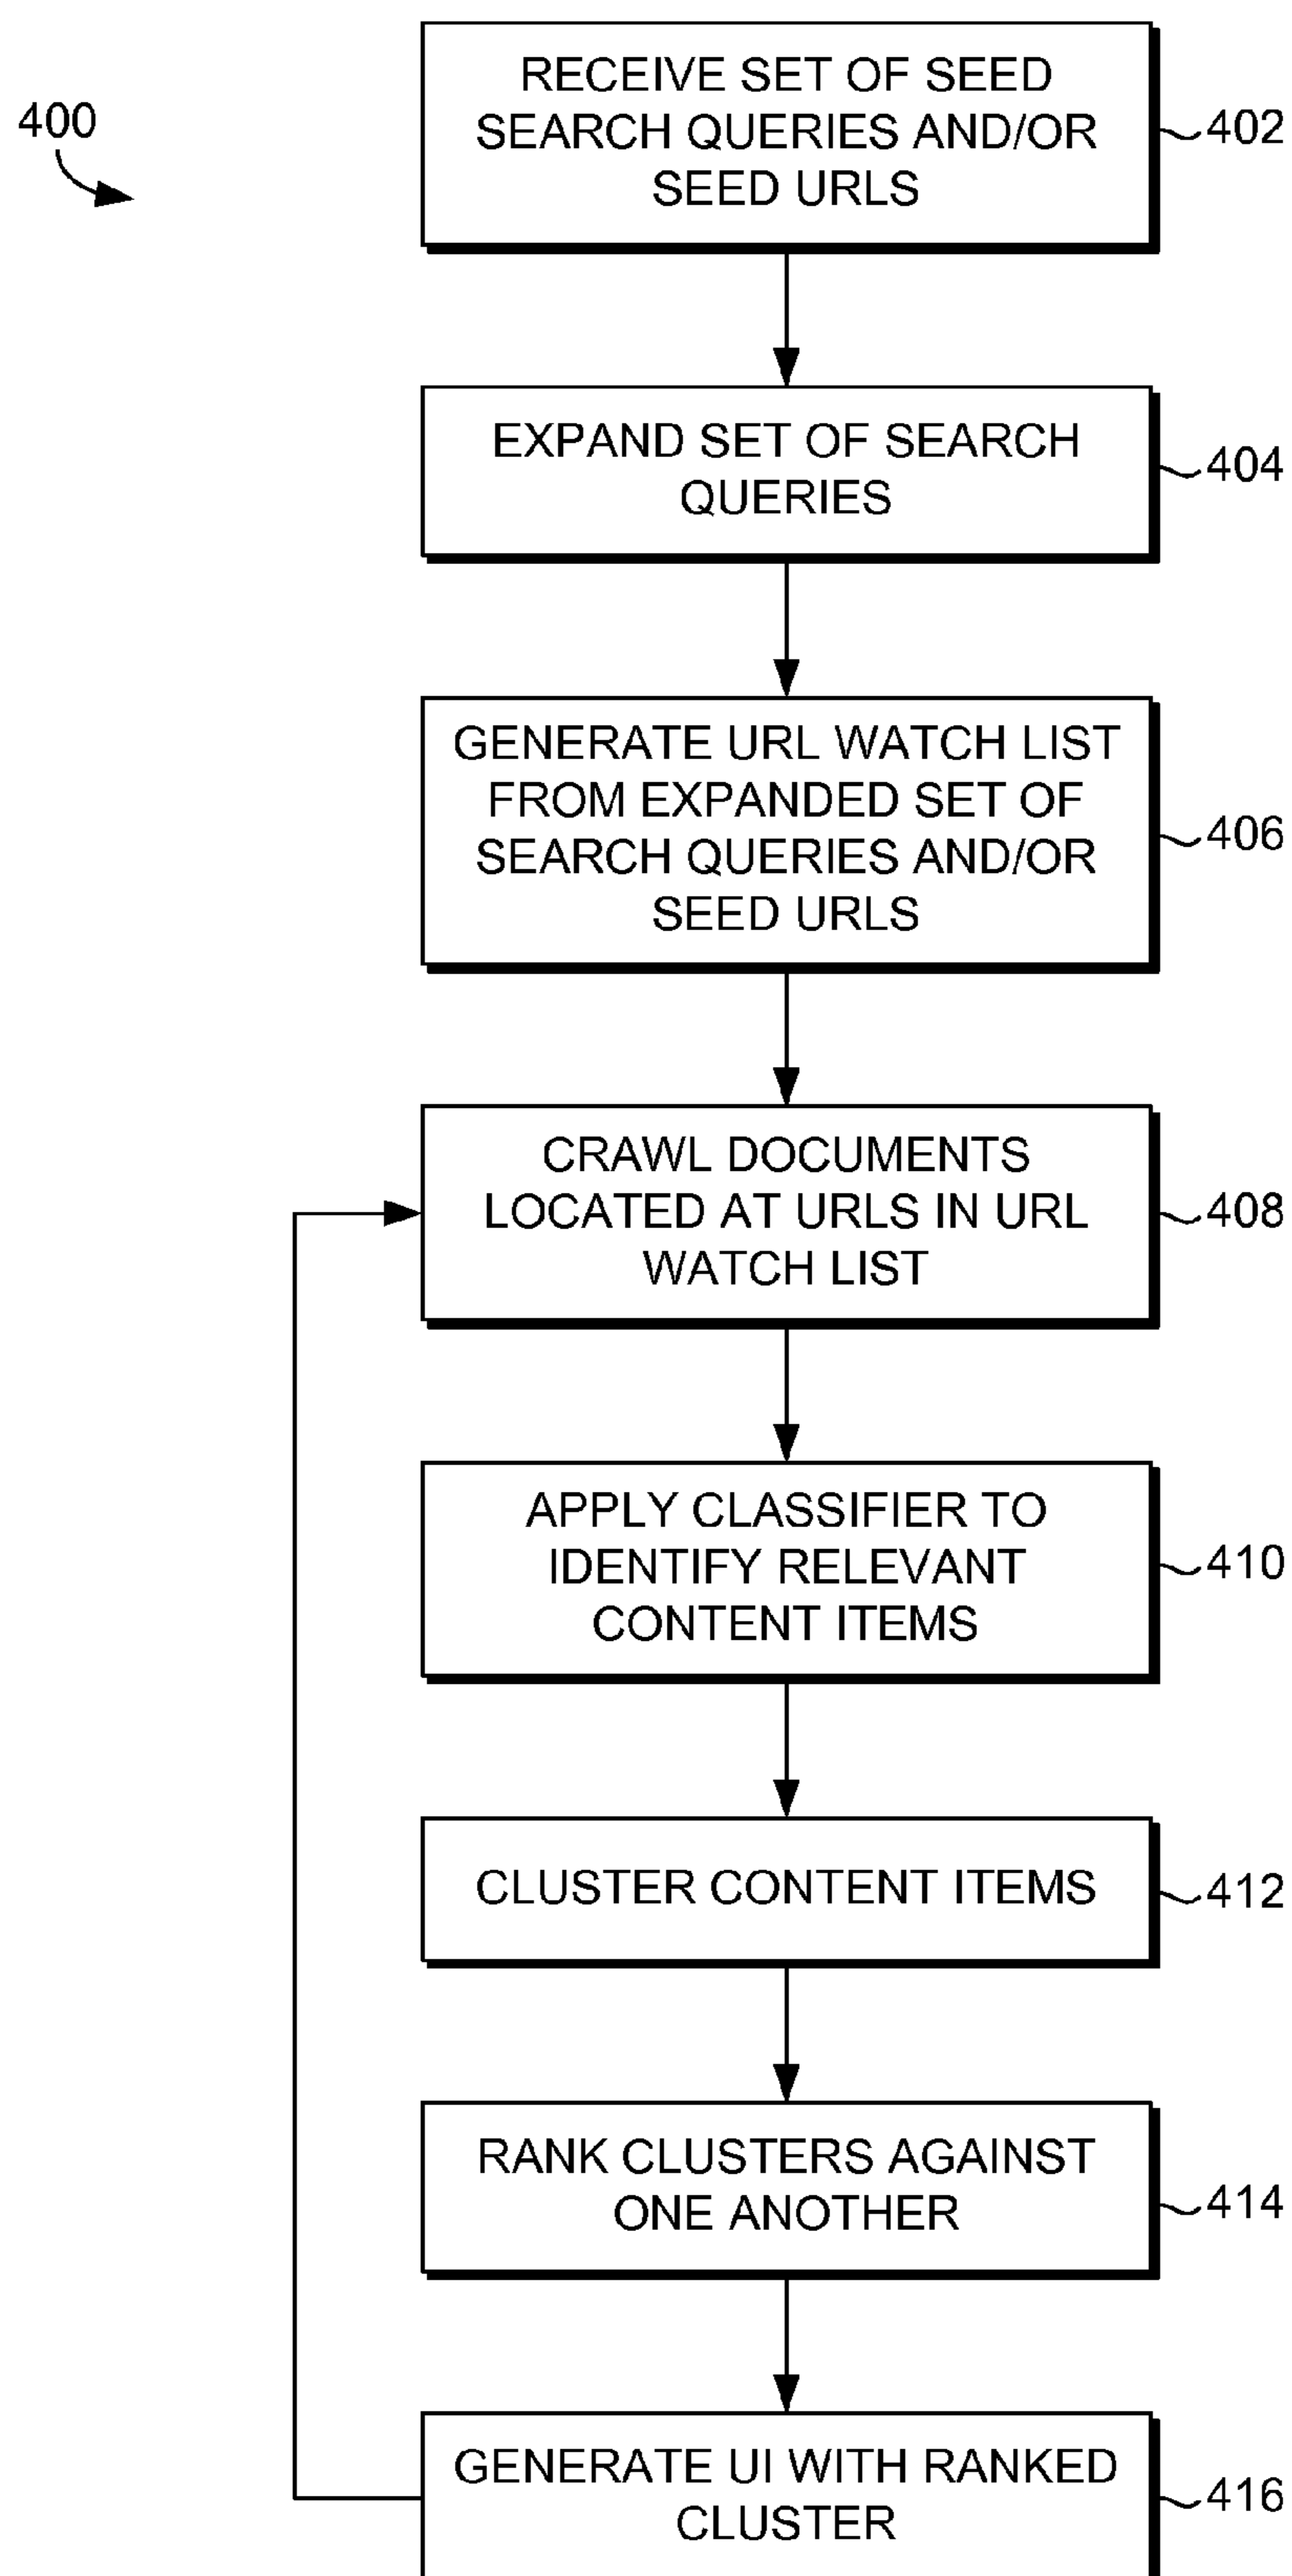 400
RECEIVE SET OF SEED
SEARCH QUERIES AND/OR
SEED URLS
402
EXPAND SET OF SEARCH
QUERIES
404
GENERATE URL WATCH LIST
FROM EXPANDED SET OF
SEARCH QUERIES AND/OR
SEED URLS
406
CRAWL DOCUMENTS
LOCATED AT URLS IN URL
WATCH LIST
408
APPLY CLASSIFIER TO
IDENTIFY RELEVANT
CONTENT ITEMS
410
CLUSTER CONTENT ITEMS
412
RANK CLUSTERS AGAINST
ONE ANOTHER
414
GENERATE UI WITH RANKED
CLUSTER
416